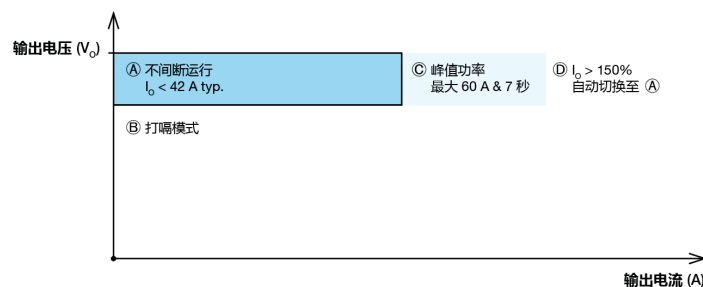 输出电压 (VO)
Ⓐ 不间断运行
IO < 42 A typ.
Ⓒ 峰值功率
最大 60 A & 7 秒
Ⓓ IO > 150%
自动切换至 Ⓐ
Ⓑ 打嗝模式
输出电流 (A)